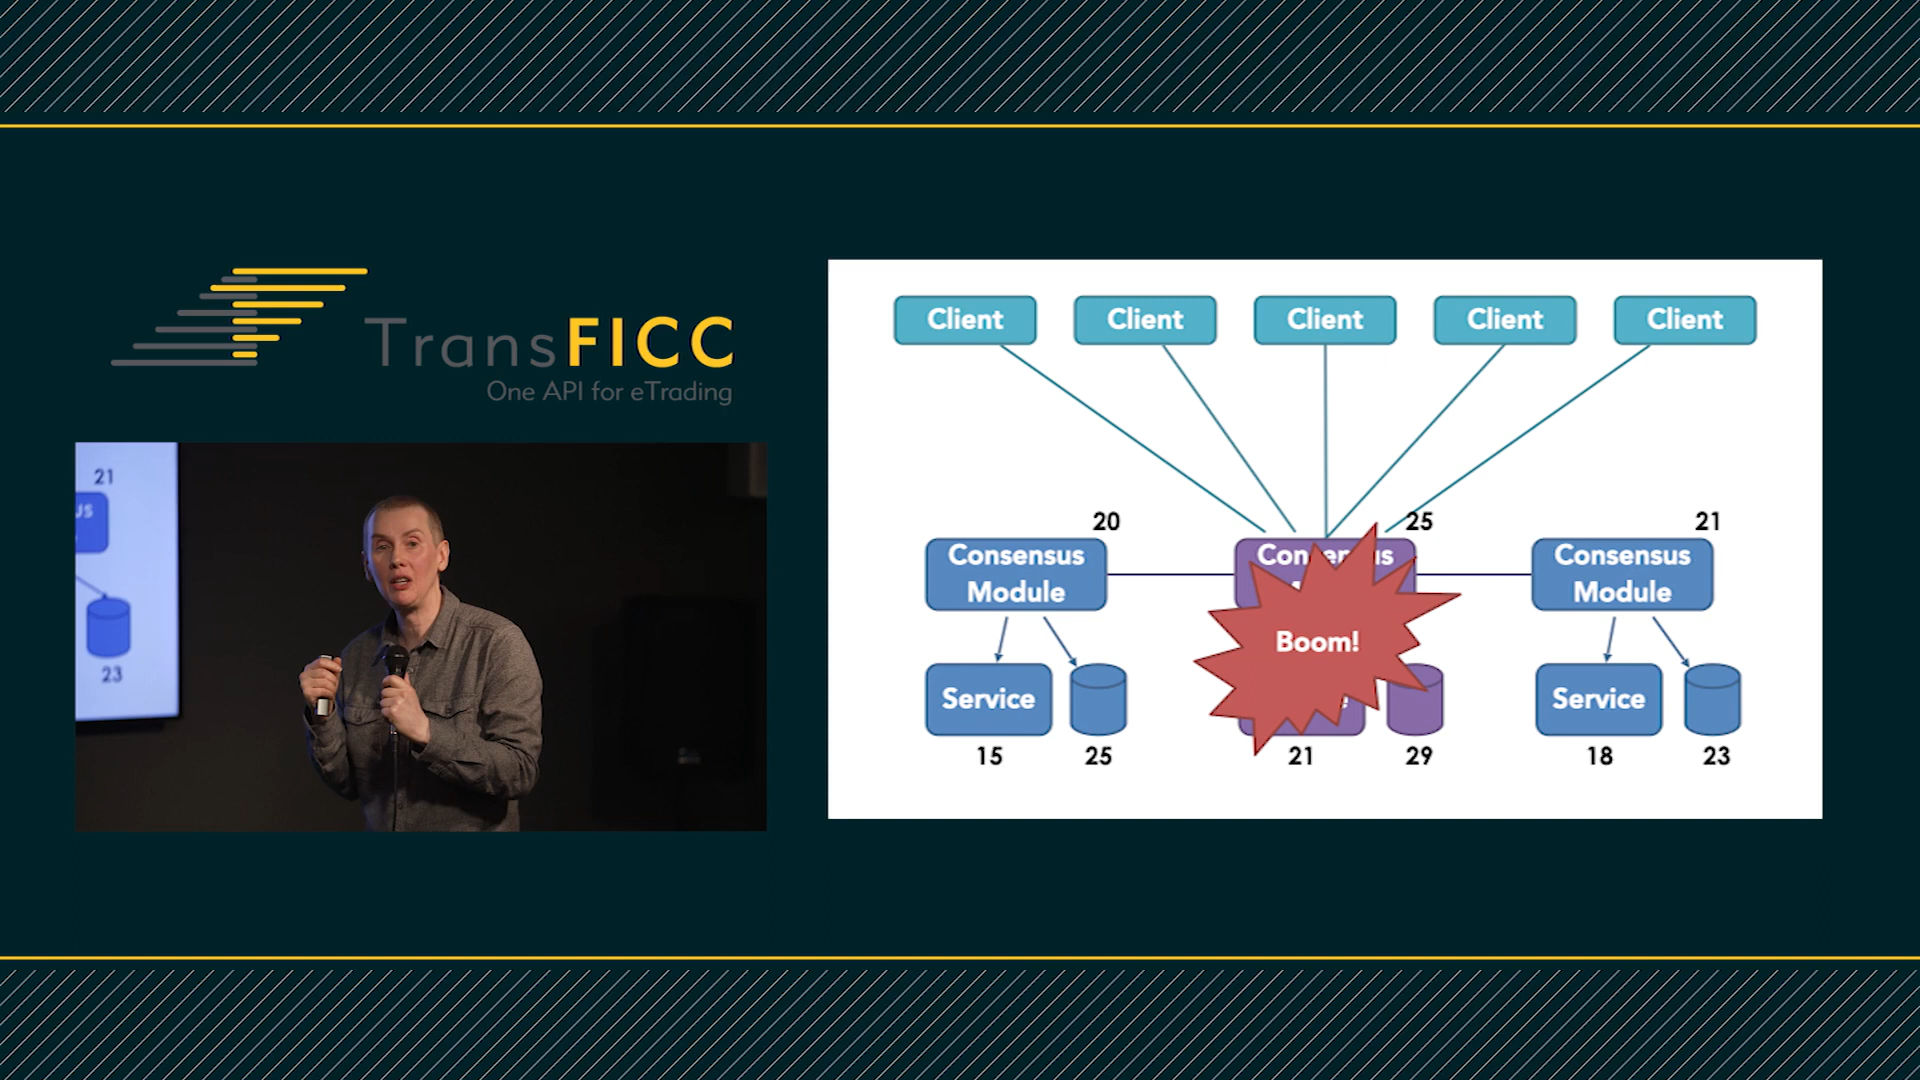 TransFICC
One API for eTrading
21
US
23
Client
Client
Client
Client
Client
20
25
21
Consensus
Module
Consensus
Module
Boom!
Service
Service
15
25
21
29
18
23